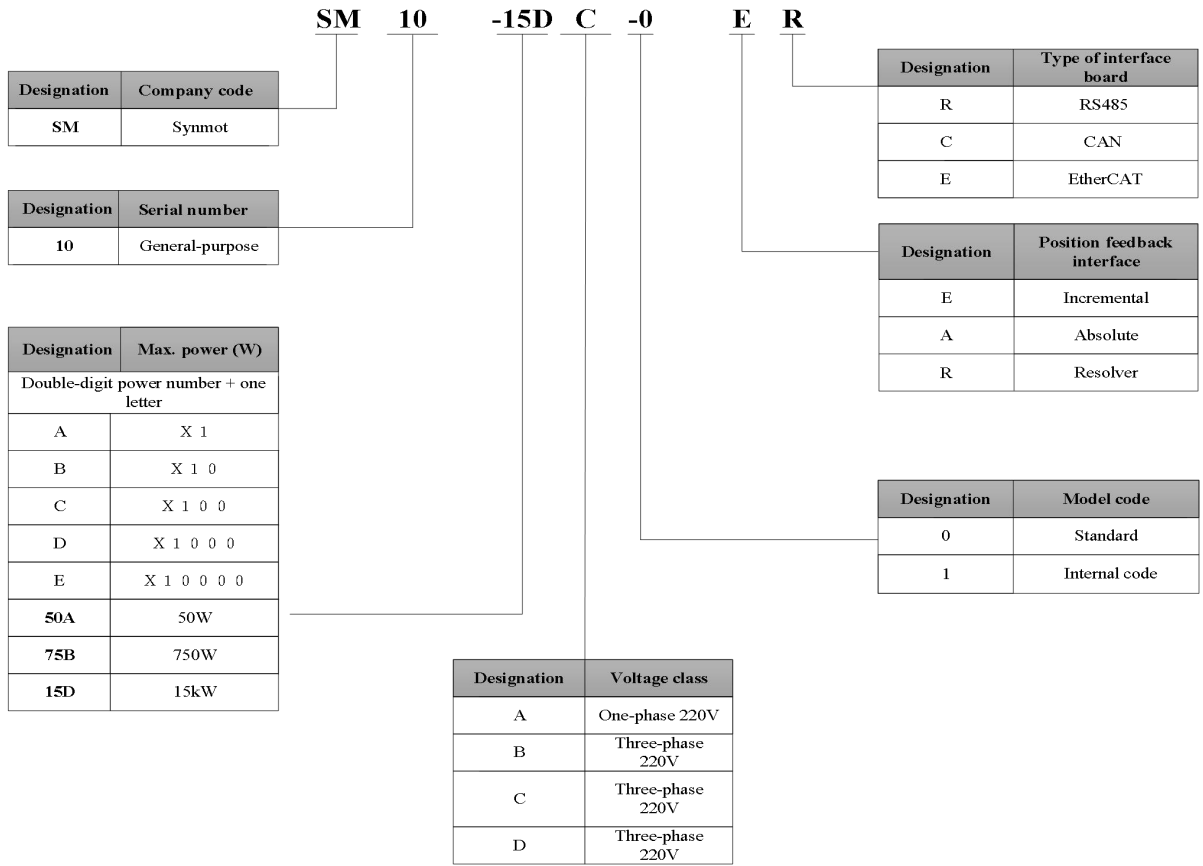 SM 10 -15D C -0 E R
Designation Company code
SM Synmot
Designation Serial number
10 General-purpose
Designation Max. power (W)
Double-digit power number + one
letter
A X 1
B X 1 0
C X 1 0 0
D X 1 0 0 0
E X 1 0 0 0 0
50A 50W
75B 750W
15D 15kW
Designation Voltage class
A One-phase 220V
B Three-phase
220V
C Three-phase
220V
D Three-phase
220V
Designation Type of interface
board
R RS485
C CAN
E EtherCAT
Designation Position feedback
interface
E Incremental
A Absolute
R Resolver
Designation Model code
0 Standard
1 Internal code